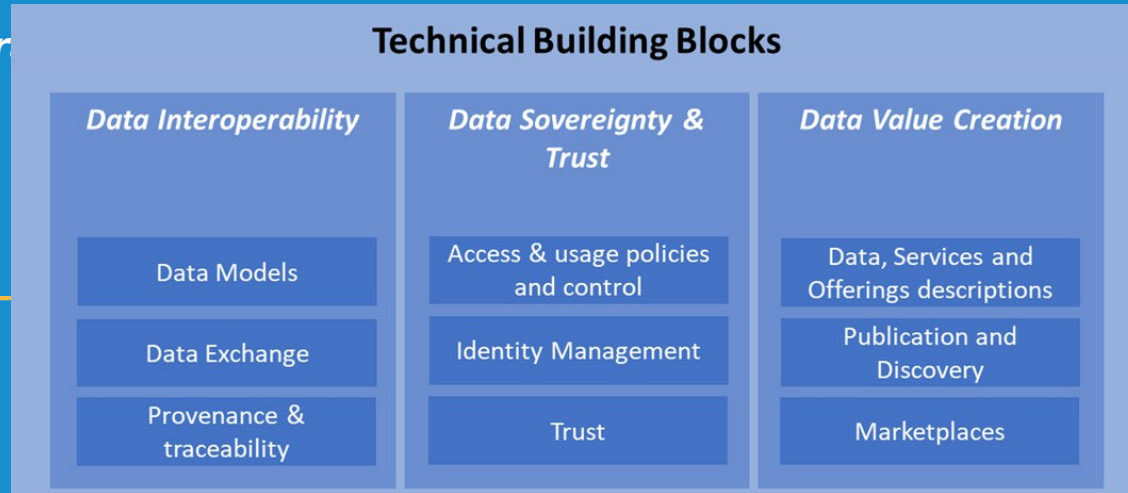 Technical Building Blocks
Data Interoperability
Data Models
Data Exchange
Provenance &
traceability
Data Sovereignty &
Trust
Access & usage policies
and control
Identity Management
Trust
Data Value Creation
Data, Services and
Offerings descriptions
Publication and
Discovery
Marketplaces